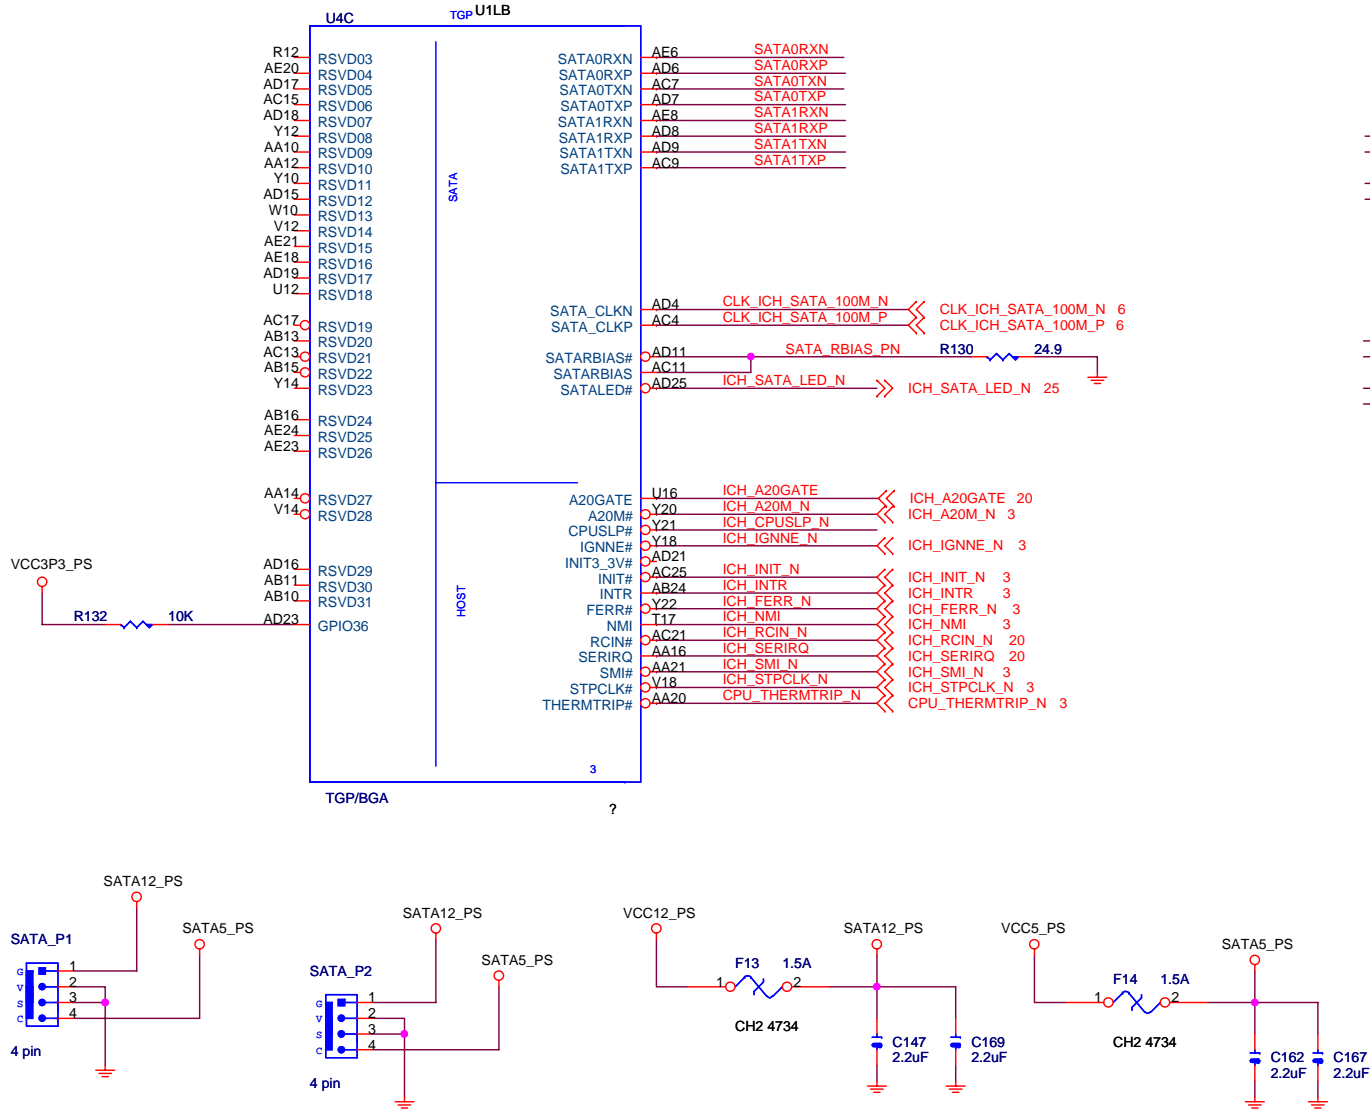 U4C TGP U1LB
R12 RSVD03 SATA0RXN AE6 SATA0RXN
AE20 RSVD04 SATA0RXP AD6 SATA0RXP
AD17 RSVD05 SATA0TXN AC7 SATA0TXN
AC15 RSVD06 SATA0TXP AD7 SATA0TXP
AD18 RSVD07 SATA1RXN AE8 SATA1RXN
Y12 RSVD08 SATA1RXP AD8 SATA1RXP
AA10 RSVD09 SATA1TXN AD9 SATA1TXN
AA12 RSVD10 SATA1TXP AC9 SATA1TXP
Y10 RSVD11
SATA
AD15 RSVD12
W10 RSVD13
V12 RSVD14
AE21 RSVD15
AE18 RSVD16
AD19 RSVD17
U12 RSVD18
SATA_CLKN AD4 CLK_ICH_SATA_100M_N CLK_ICH_SATA_100M_N 6
AC17 RSVD19 SATA_CLKP AC4 CLK_ICH_SATA_100M_P CLK_ICH_SATA_100M_P 6
AB13 RSVD20
AC13 RSVD21 SATARBIAS# AD11 SATA_RBIAS_PN R130 24.9
AB15 RSVD22 SATARBIAS AC11
Y14 RSVD23 SATALED# AD25 ICH_SATA_LED_N ICH_SATA_LED_N 25
AB16 RSVD24
AE24 RSVD25
AE23 RSVD26
AA14 RSVD27 A20GATE U16 ICH_A20GATE ICH_A20GATE 20
V14 RSVD28 A20M# Y20 ICH_A20M_N ICH_A20M_N 3
CPUSLP# Y21 ICH_CPUSLP_N
IGNNE# Y18 ICH_IGNNE_N ICH_IGNNE_N 3
VCC3P3_PS
AD16 RSVD29 INIT3_3V# AD21
AB11 RSVD30 INIT# AC25 ICH_INIT_N ICH_INIT_N 3
AB10 RSVD31 INTR AB24 ICH_INTR ICH_INTR 3
HOST
FERR# Y22 ICH_FERR_N ICH_FERR_N 3
R132 10K AD23 GPIO36 NMI T17 ICH_NMI ICH_NMI 3
RCIN# AC21 ICH_RCIN_N ICH_RCIN_N 20
SERIRQ AA16 ICH_SERIRQ ICH_SERIRQ 20
SMI# AA21 ICH_SMI_N ICH_SMI_N 3
STPCLK# V18 ICH_STPCLK_N ICH_STPCLK_N 3
THERMTRIP# AA20 CPU_THERMTRIP_N CPU_THERMTRIP_N 3
3
TGP/BGA
?
SATA12_PS
SATA5_PS
SATA_P1
G 1
V 2
S 3
C 4
4 pin
SATA12_PS
SATA5_PS
SATA_P2
G 1
V 2
S 3
C 4
4 pin
VCC12_PS
SATA12_PS
F13 1.5A
1 2
CH2 4734
C147
2.2uF
C169
2.2uF
VCC5_PS
SATA5_PS
F14 1.5A
1 2
CH2 4734
C162
2.2uF
C167
2.2uF